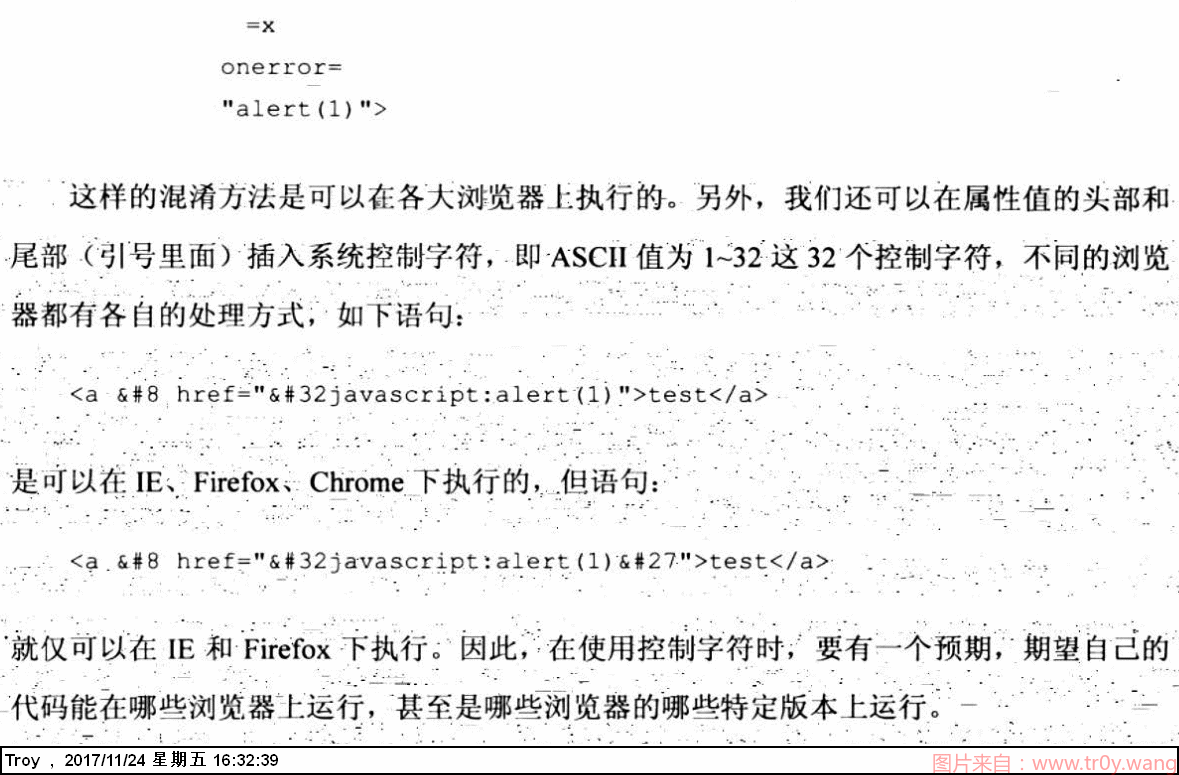 =x
onerror=
"alert(1)">
这样的混淆方法是可以在各大浏览器上执行的。另外，我们还可以在属性值的头部和
尾部（引号里面）插入系统控制字符，即 ASCII 值为 1~32 这 32 个控制字符，不同的浏览
器都有各自的处理方式，如下语句：
<a &#8 href="&#32javascript:alert(1)">test</a>
是可以在 IE、Firefox、Chrome 下执行的，但语句：
<a &#8 href="&#32javascript:alert(1)&#27">test</a>
就仅可以在 IE 和 Firefox 下执行。因此，在使用控制字符时，要有一个预期，期望自己的
代码能在哪些浏览器上运行，甚至是哪些浏览器的哪些特定版本上运行。
Troy , 2017/11/24 星期五 16:32:39
图片来自：www.tr0y.wang